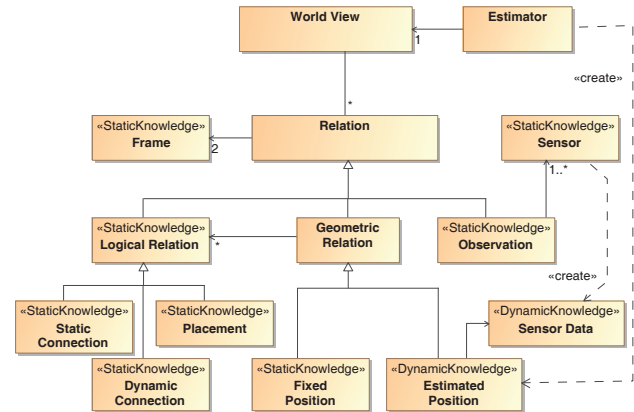 World View
Estimator
1
«create»
*
«StaticKnowledge»
Frame
2
Relation
«StaticKnowledge»
Sensor
1..*
«StaticKnowledge»
Logical Relation
*
Geometric
Relation
«StaticKnowledge»
Observation
«create»
«StaticKnowledge»
Static
Connection
«StaticKnowledge»
Placement
«DynamicKnowledge»
Sensor Data
«StaticKnowledge»
Dynamic
Connection
«StaticKnowledge»
Fixed
Position
«DynamicKnowledge»
Estimated
Position